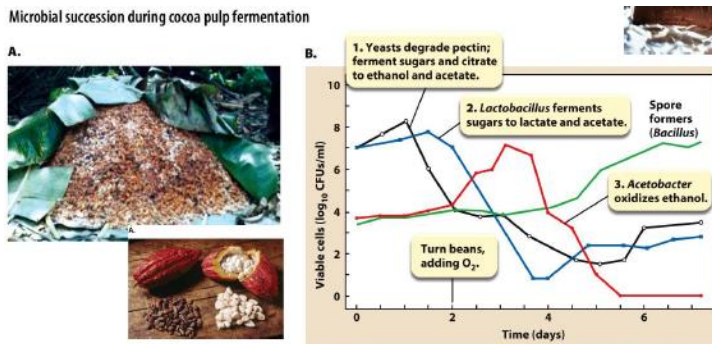 Microbial succession during cocoa pulp fermentation
A.
A.
B.
1. Yeasts degrade pectin;
ferment sugars and citrate
to ethanol and acetate.
2. Lactobacillus ferments
sugars to lactate and acetate.
Spore
formers
(Bacillus)
3. Acetobacter
oxidizes ethanol.
Turn beans,
adding O₂.
Viable cells (log₁₀ CFUs/ml)
10
8
6
4
2
0
0
2
4
6
Time (days)